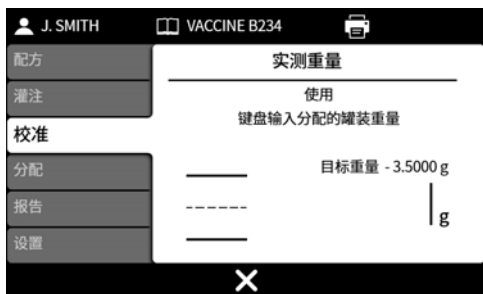 J. SMITH
VACCINE B234
配方
灌注
校准
分配
报告
设置
实测重量
使用
键盘输入分配的罐装重量
目标重量 - 3.5000 g
g